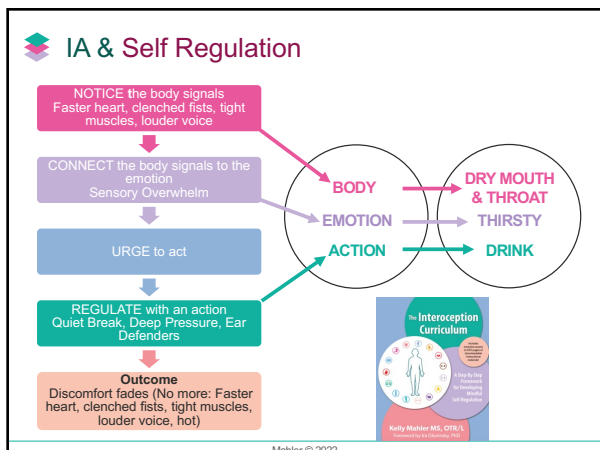 IA & Self Regulation
NOTICE the body signals
Faster heart, clenched fists, tight
muscles, louder voice
CONNECT the body signals to the
emotion
Sensory Overwhelm
URGE to act
REGULATE with an action
Quiet Break, Deep Pressure, Ear
Defenders
Outcome
Discomfort fades (No more: Faster
heart, clenched fists, tight muscles,
louder voice, hot)
BODY
EMOTION
ACTION
DRY MOUTH
& THROAT
THIRSTY
DRINK
The Interoception
Curriculum
A Step-By-Step
Framework
for Developing
Mindful
Self-Regulation
Kelly Mahler MS, OTR/L
Mahler © 2022